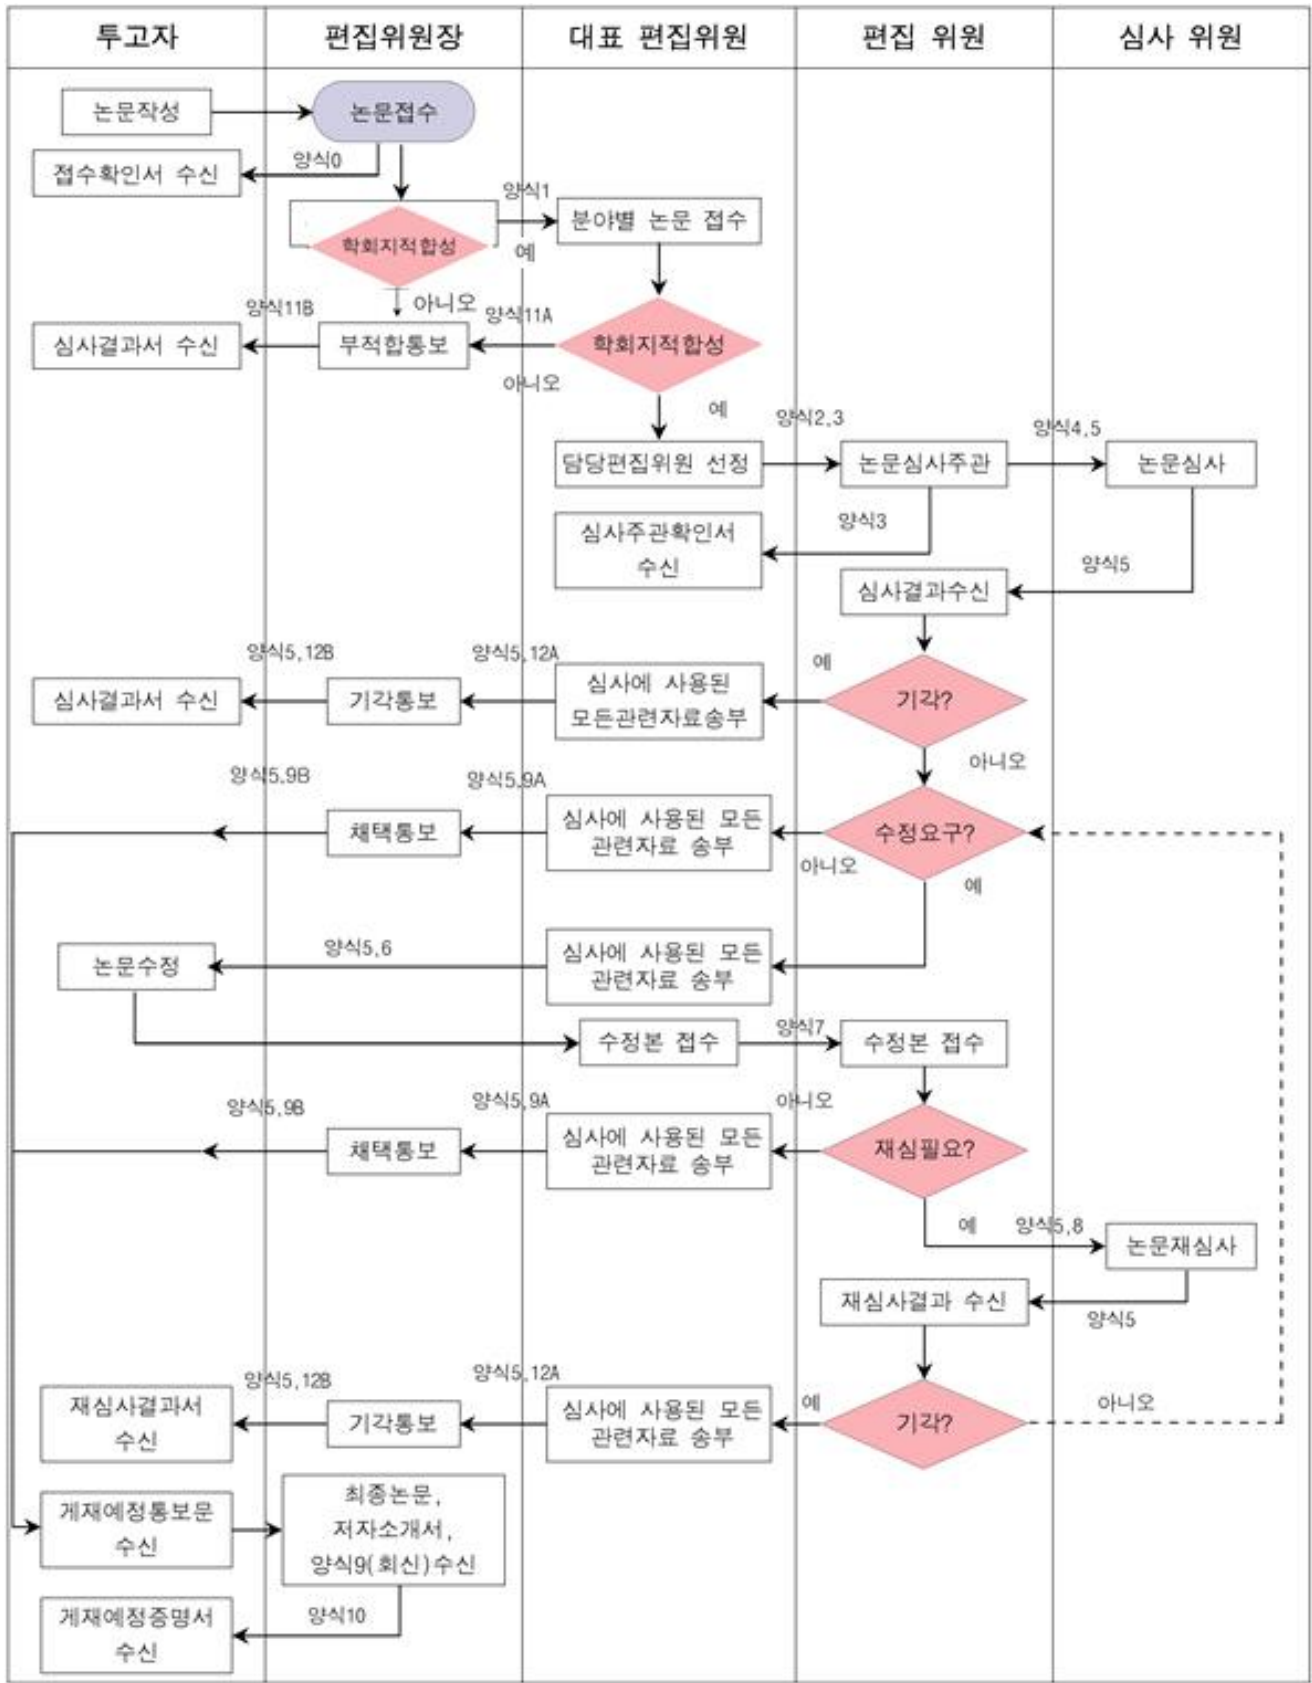 투고자
편집위원장
대표 편집위원
편집 위원
심사 위원
논문작성
논문접수
양식0
접수확인서 수신
양식1
분야별 논문 접수
학회지적합성
예
아니오
양식11B
양식11A
심사결과서 수신
부적합통보
학회지적합성
아니오
예
양식2,3
양식4,5
담당편집위원 선정
논문심사주관
논문심사
양식3
심사주관확인서
수신
양식5
심사결과수신
양식5,12B
양식5,12A
예
심사결과서 수신
기각통보
심사에 사용된
모든관련자료송부
기각?
아니오
양식5,9B
양식5,9A
채택통보
심사에 사용된 모든
관련자료 송부
수정요구?
아니오
예
논문수정
양식5,6
심사에 사용된 모든
관련자료 송부
수정본 접수
양식7
수정본 접수
양식5,9B
양식5,9A
아니오
채택통보
심사에 사용된 모든
관련자료 송부
재심필요?
예
양식5,8
논문재심사
재심사결과 수신
양식5
양식5,12B
양식5,12A
예
아니오
재심사결과서
수신
기각통보
심사에 사용된 모든
관련자료 송부
기각?
게재예정통보문
수신
최종논문,
저자소개서,
양식9(회신)수신
양식10
게재예정증명서
수신